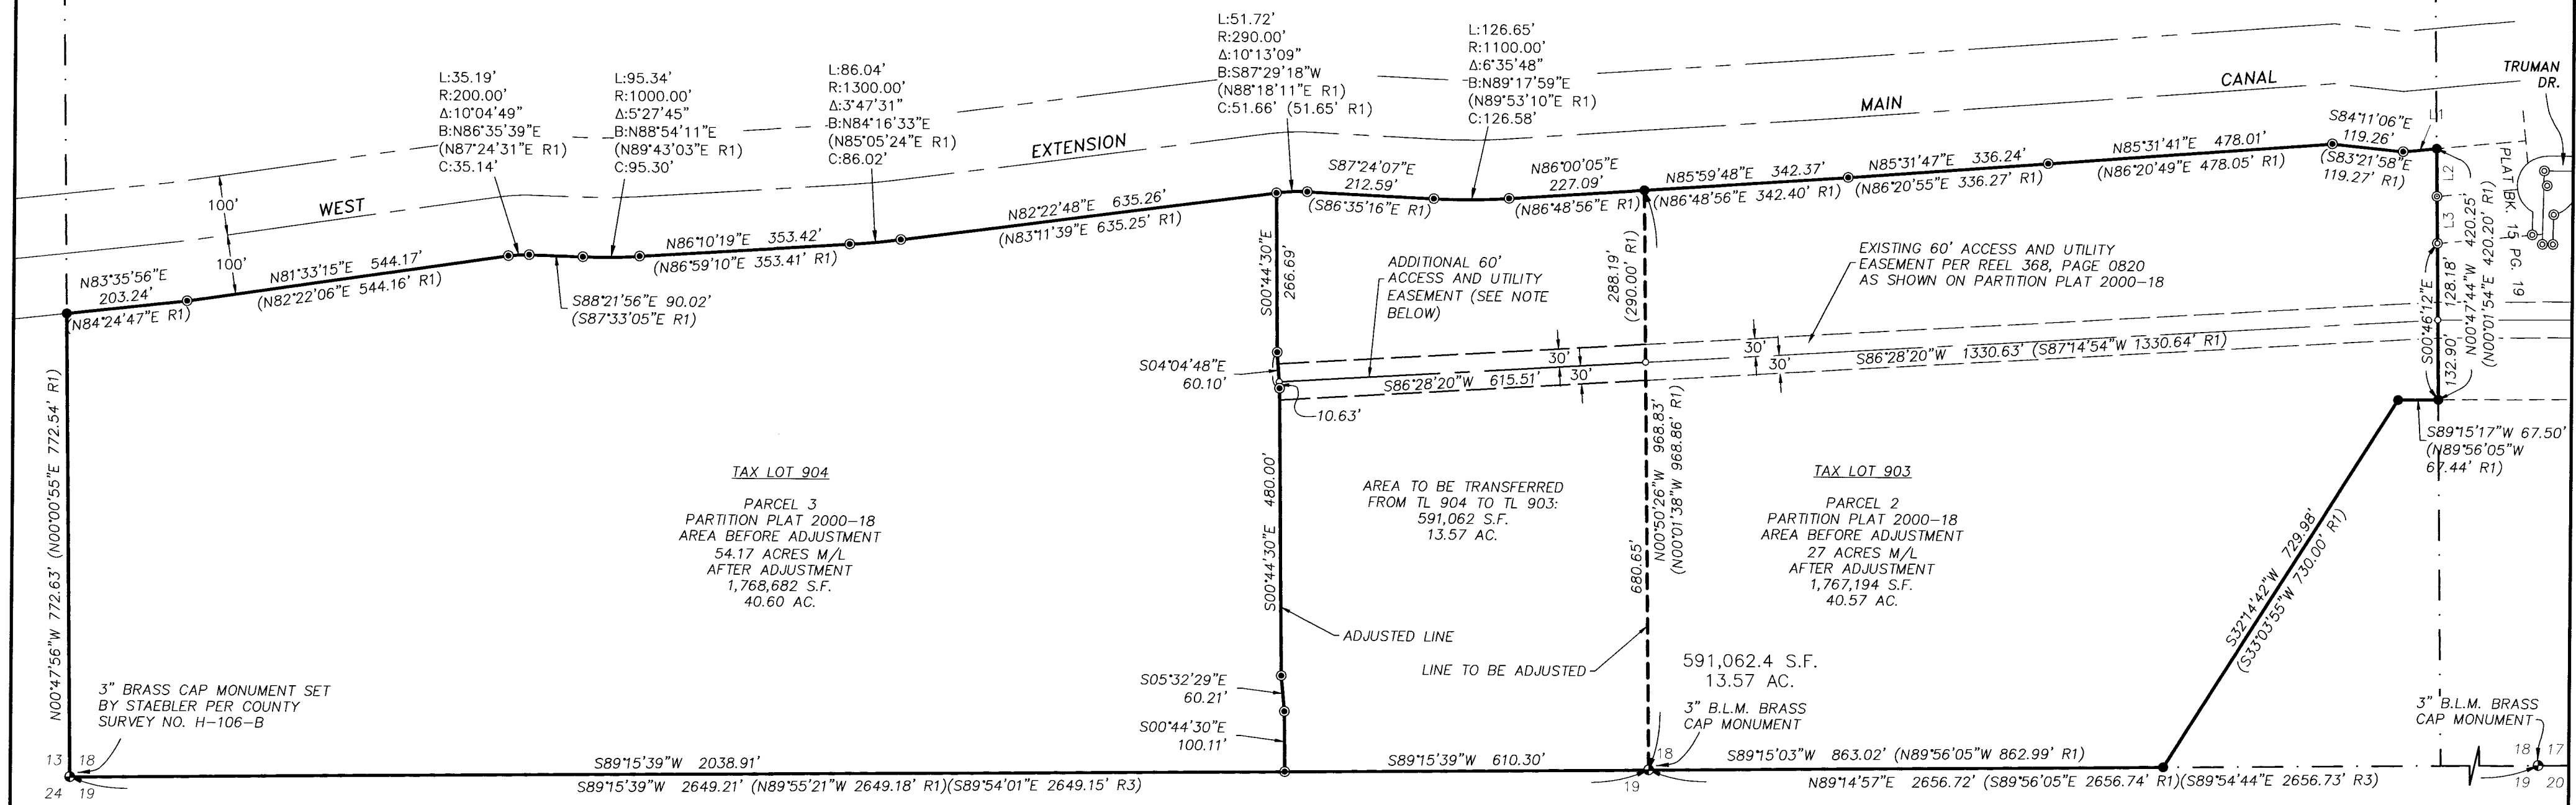 L:35.19'
R:200.00'
Δ:10°04'49"
B:N86°35'39"E
(N87°24'31"E R1)
C:35.14'
L:95.34'
R:1000.00'
Δ:5°27'45"
B:N88°54'11"E
(N89°43'03"E R1)
C:95.30'
L:86.04'
R:1300.00'
Δ:3°47'31"
B:N84°16'33"E
(N85°05'24"E R1)
C:86.02'
L:51.72'
R:290.00'
Δ:10°13'09"
B:S87°29'18"W
(N88°18'11"E R1)
C:51.66' (51.65' R1)
L:126.65'
R:1100.00'
Δ:6°35'48"
B:N89°17'59"E
(N89°53'10"E R1)
C:126.58'
WEST
EXTENSION
MAIN
CANAL
TRUMAN
DR.
100'
100'
N83°35'56"E
203.24'
(N84°24'47"E R1)
N81°33'15"E 544.17'
(N82°22'06"E 544.16' R1)
S88°21'56"E 90.02'
(S87°33'05"E R1)
N86°10'19"E 353.42'
(N86°59'10"E 353.41' R1)
N82°22'48"E 635.26'
(N83°11'39"E 635.25' R1)
S87°24'07"E
212.59'
(S86°35'16"E R1)
N86°00'05"E
227.09'
(N86°48'56"E R1)
N85°59'48"E 342.37'
(N86°48'56"E 342.40' R1)
N85°31'47"E 336.24'
(N86°20'55"E 336.27' R1)
N85°31'41"E 478.01'
(N86°20'49"E 478.05' R1)
S84°11'06"E
119.26'
(S83°21'58"E
119.27' R1)
L1
L2
L3
PLAT BK. 15 PG. 19
N00°47'44"W 420.25'
(N00°01'54"E 420.20' R1)
S00°46'12"E
128.18'
132.90'
S89°15'17"W 67.50'
(N89°56'05"W
67.44' R1)
EXISTING 60' ACCESS AND UTILITY
EASEMENT PER REEL 368, PAGE 0820
AS SHOWN ON PARTITION PLAT 2000-18
ADDITIONAL 60'
ACCESS AND UTILITY
EASEMENT (SEE NOTE
BELOW)
S00°44'30"E
266.69'
288.19'
(290.00' R1)
30'
30'
30'
30'
S86°28'20"W 1330.63' (S87°14'54"W 1330.64' R1)
S86°28'20"W 615.51'
S04°04'48"E
60.10'
10.63'
N00°47'56"W 772.63' (N00°00'55"E 772.54' R1)
TAX LOT 904
PARCEL 3
PARTITION PLAT 2000-18
AREA BEFORE ADJUSTMENT
54.17 ACRES M/L
AFTER ADJUSTMENT
1,768,682 S.F.
40.60 AC.
S00°44'30"E 480.00'
AREA TO BE TRANSFERRED
FROM TL 904 TO TL 903:
591,062 S.F.
13.57 AC.
680.65'
N00°50'26"W 968.83'
(N00°01'38"W 968.86' R1)
TAX LOT 903
PARCEL 2
PARTITION PLAT 2000-18
AREA BEFORE ADJUSTMENT
27 ACRES M/L
AFTER ADJUSTMENT
1,767,194 S.F.
40.57 AC.
S32°14'42"W 729.98'
(S33°03'55"W 730.00' R1)
ADJUSTED LINE
LINE TO BE ADJUSTED
591,062.4 S.F.
13.57 AC.
S05°32'29"E
60.21'
S00°44'30"E
100.11'
3" BRASS CAP MONUMENT SET
BY STAEBLER PER COUNTY
SURVEY NO. H-106-B
3" B.L.M. BRASS
CAP MONUMENT
3" B.L.M. BRASS
CAP MONUMENT
13 18
24 19
S89°15'39"W 2038.91'
S89°15'39"W 610.30'
S89°15'39"W 2649.21' (N89°55'21"W 2649.18' R1)(S89°54'01"E 2649.15' R3)
18
19
S89°15'03"W 863.02' (N89°56'05"W 862.99' R1)
N89°14'57"E 2656.72' (S89°56'05"E 2656.74' R1)(S89°54'44"E 2656.73' R3)
18 17
19 20